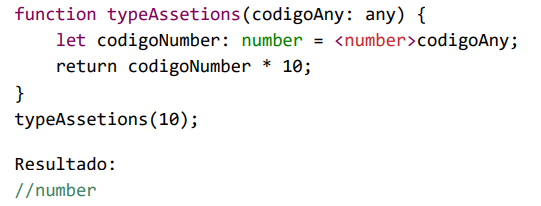 function typeAssetions(codigoAny: any) {
    let codigoNumber: number = <number>codigoAny;
    return codigoNumber * 10;
}
typeAssetions(10);
Resultado:
//number